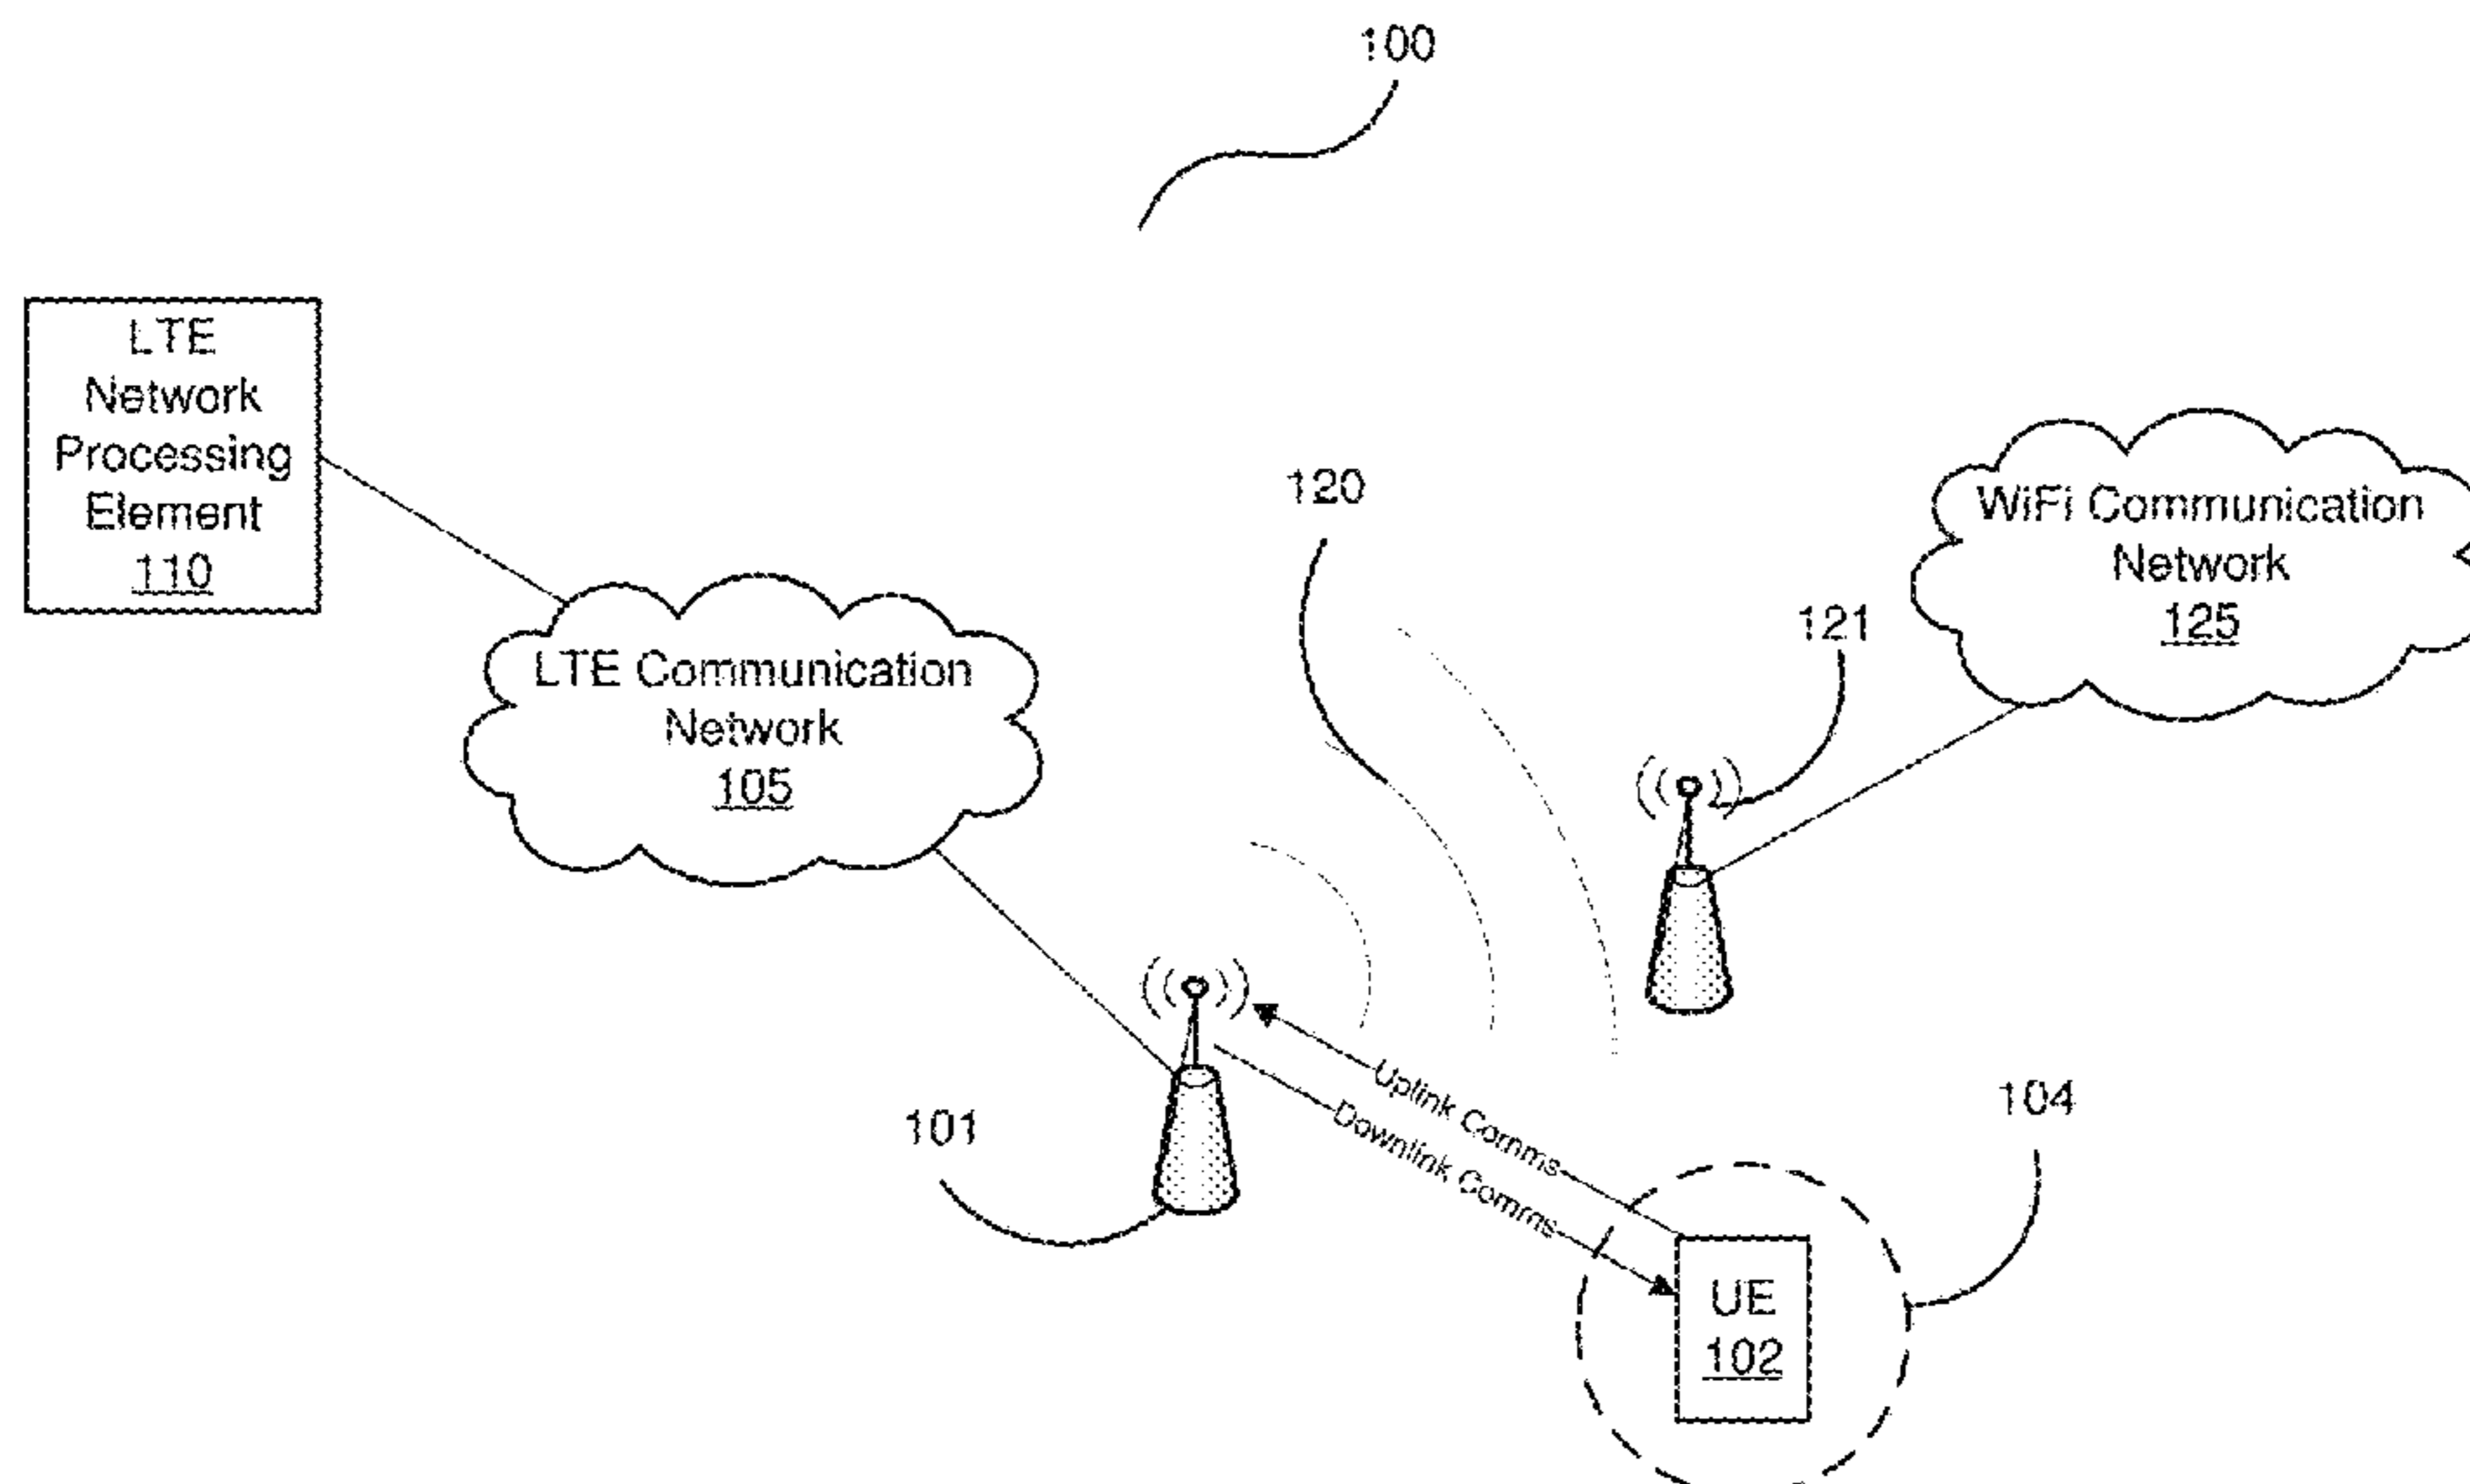 100
LTE
Network
Processing
Element
110
120
WiFi Communication
Network
125
121
LTE Communication
Network
105
101
Uplink Comms
Downlink Comms
104
UE
102